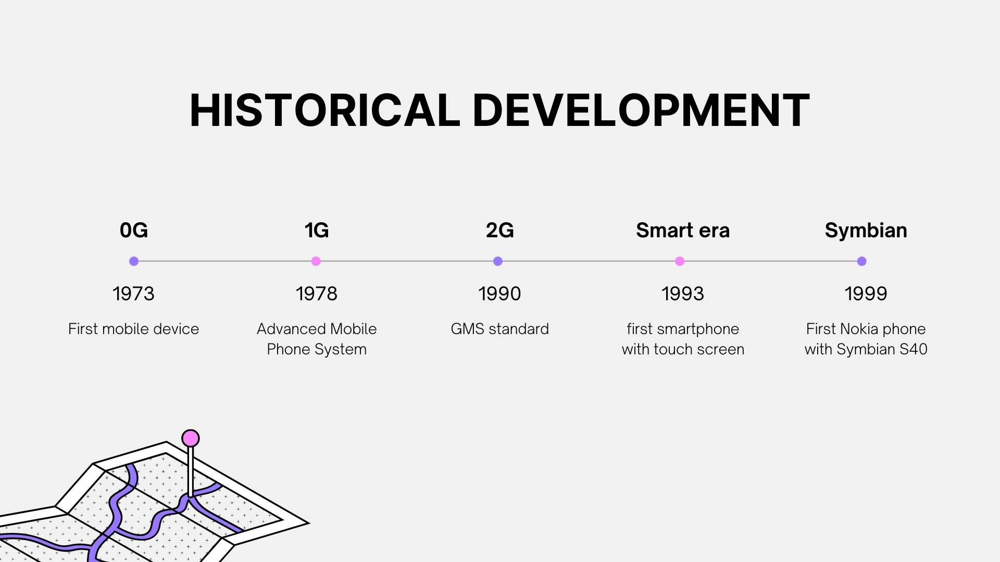 HISTORICAL DEVELOPMENT
0G
1973
First mobile device
1G
1978
Advanced Mobile
Phone System
2G
1990
GMS standard
Smart era
1993
first smartphone
with touch screen
Symbian
1999
First Nokia phone
with Symbian S40